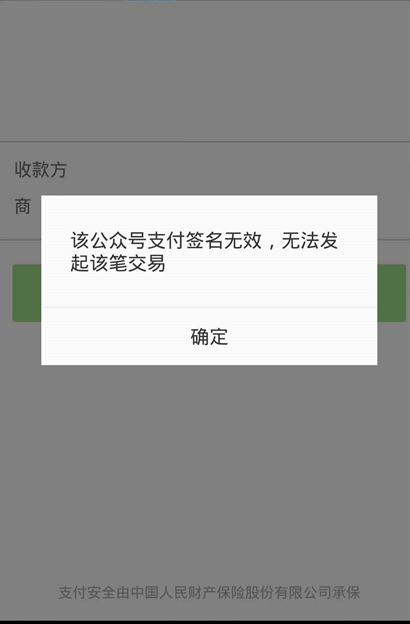 收款方
商
该公众号支付签名无效，无法发
起该笔交易
确定
支付安全由中国人民财产保险股份有限公司承保